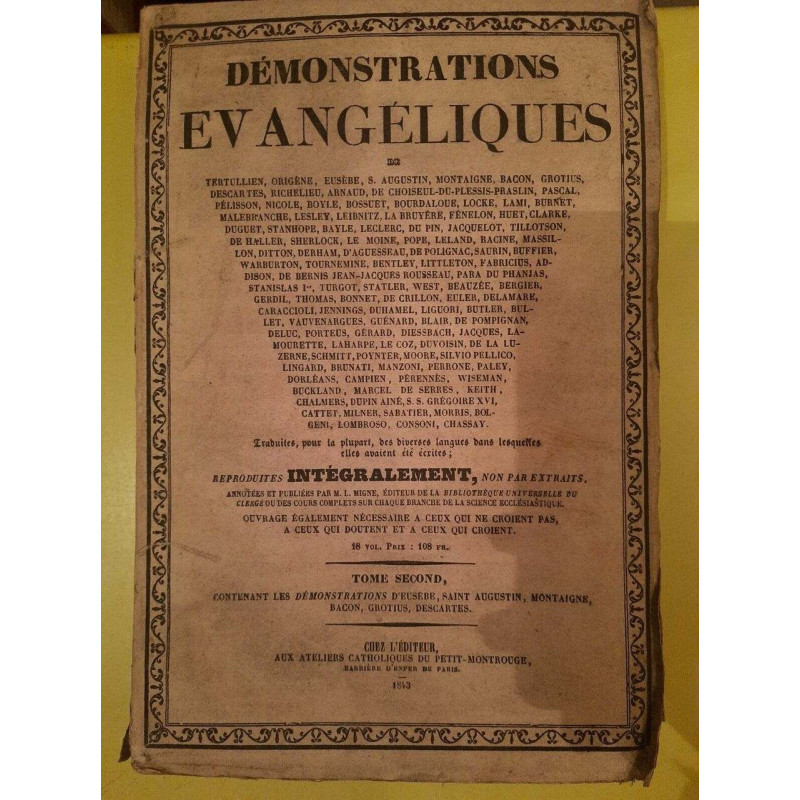 DÉMONSTRATIONS
EVANGÉLIQUES
DE
TERTULLIEN, ORIGÈNE, EUSÈBE, S. AUGUSTIN, MONTAIGNE, BACON, GROTIUS,
DESCARTES, RICHELIEU, ARNAUD, DE CHOISEUL-DU-PLESSIS-PRASLIN, PASCAL,
PÉLISSON, NICOLE, BOYLE, BOSSUET, BOURDALOUE, LOCKE, LAMI, BURNET,
MALEBRANCHE, LESLEY, LEIBNITZ, LA BRUYÈRE, FÉNELON, HUET, CLARKE,
DUGUET, STANHOPE, BAYLE, LECLERC, DU PIN, JACQUELOT, TILLOTSON,
DE HALLER, SHERLOCK, LE MOINE, POPE, LELAND, RACINE, MASSIL-
LON, DITTON, DERHAM, D'AGUESSEAU, DE POLIGNAC, SAURIN, BUFFIER,
WARBURTON, TOURNEMINE, BENTLEY, LITTLETON, FABRICIUS, AD-
DISON, DE BERNIS JEAN-JACQUES ROUSSEAU, PARA DU PHANJAS,
STANISLAS Ier, TURGOT, STATLER, WEST, BEAUZÉE, BERGIER,
GERDIL, THOMAS, BONNET, DE CRILLON, EULER, DELAMARE,
CARACCIOLI, JENNINGS, DUHAMEL, LIGUORI, BUTLER, BUL-
LET, VAUVENARGUES, GUÉNARD, BLAIR, DE POMPIGNAN,
DELUC, PORTEUS, GÉRARD, DIESSBACH, JACQUES, LA-
MOURETTE, LAHARPE, LE COZ, DUVOISIN, DE LA LU-
ZERNE, SCHMITT, POYNTER, MOORE, SILVIO PELLICO,
LINGARD, BRUNATI, MANZONI, PERRONE, PALEY,
DORLÉANS, CAMPIEN, PÉRENNÈS, WISEMAN,
BUCKLAND, MARCEL DE SERRES, KEITH,
CHALMERS, DUPIN AINÉ, S. S. GRÉGOIRE XVI,
CATTET, MILNER, SABATIER, MORRIS, BOL-
GENI, LOMBROSO, CONSONI, CHASSAY.
Traduites, pour la plupart, des diverses langues dans lesquelles
elles avaient été écrites;
REPRODUITES INTÉGRALEMENT, NON PAR EXTRAITS,
ANNOTÉES ET PUBLIÉES PAR M. L. MIGNE, ÉDITEUR DE LA BIBLIOTHÈQUE UNIVERSELLE DU
CLERGÉ OU DES COURS COMPLETS SUR CHAQUE BRANCHE DE LA SCIENCE ECCLÉSIASTIQUE.
OUVRAGE ÉGALEMENT NÉCESSAIRE A CEUX QUI NE CROIENT PAS,
A CEUX QUI DOUTENT ET A CEUX QUI CROIENT.
18 VOL. PRIX : 108 FR.
TOME SECOND,
CONTENANT LES DÉMONSTRATIONS D'EUSÈBE, SAINT AUGUSTIN, MONTAIGNE,
BACON, GROTIUS, DESCARTES.
CHEZ L'ÉDITEUR,
AUX ATELIERS CATHOLIQUES DU PETIT-MONTROUGE,
BARRIÈRE D'ENFER DE PARIS.
1843